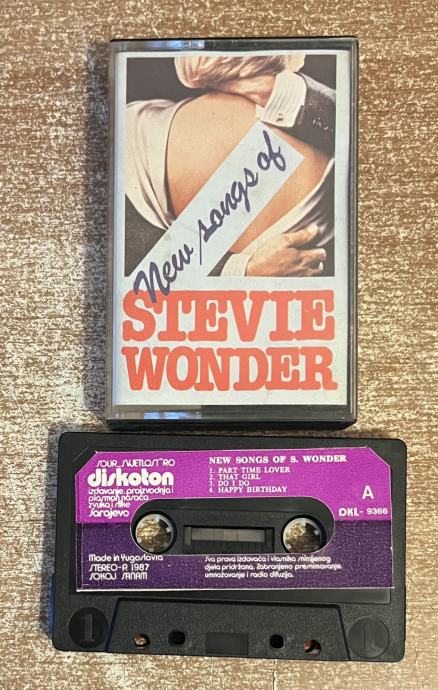 New songs of
STEVIE
WONDER
SOUR "SVJETLOST" RO
diskoton
izdavanje, proizvodnja i
plasman nosača
zvuka i slike
Sarajevo
NEW SONGS OF S. WONDER
1. PART TIME LOVER
2. THAT GIRL
3. DO I DO
4. HAPPY BIRTHDAY
A
DKL- 9366
Made in Yugoslavia
STEREO-R 1987
SOKOJ SANAM
Sva prava izdavača i vlasnika snimljenog
djela pridržana. Zabranjeno presnimavanje,
umnožavanje i radio difuzija.
1
1